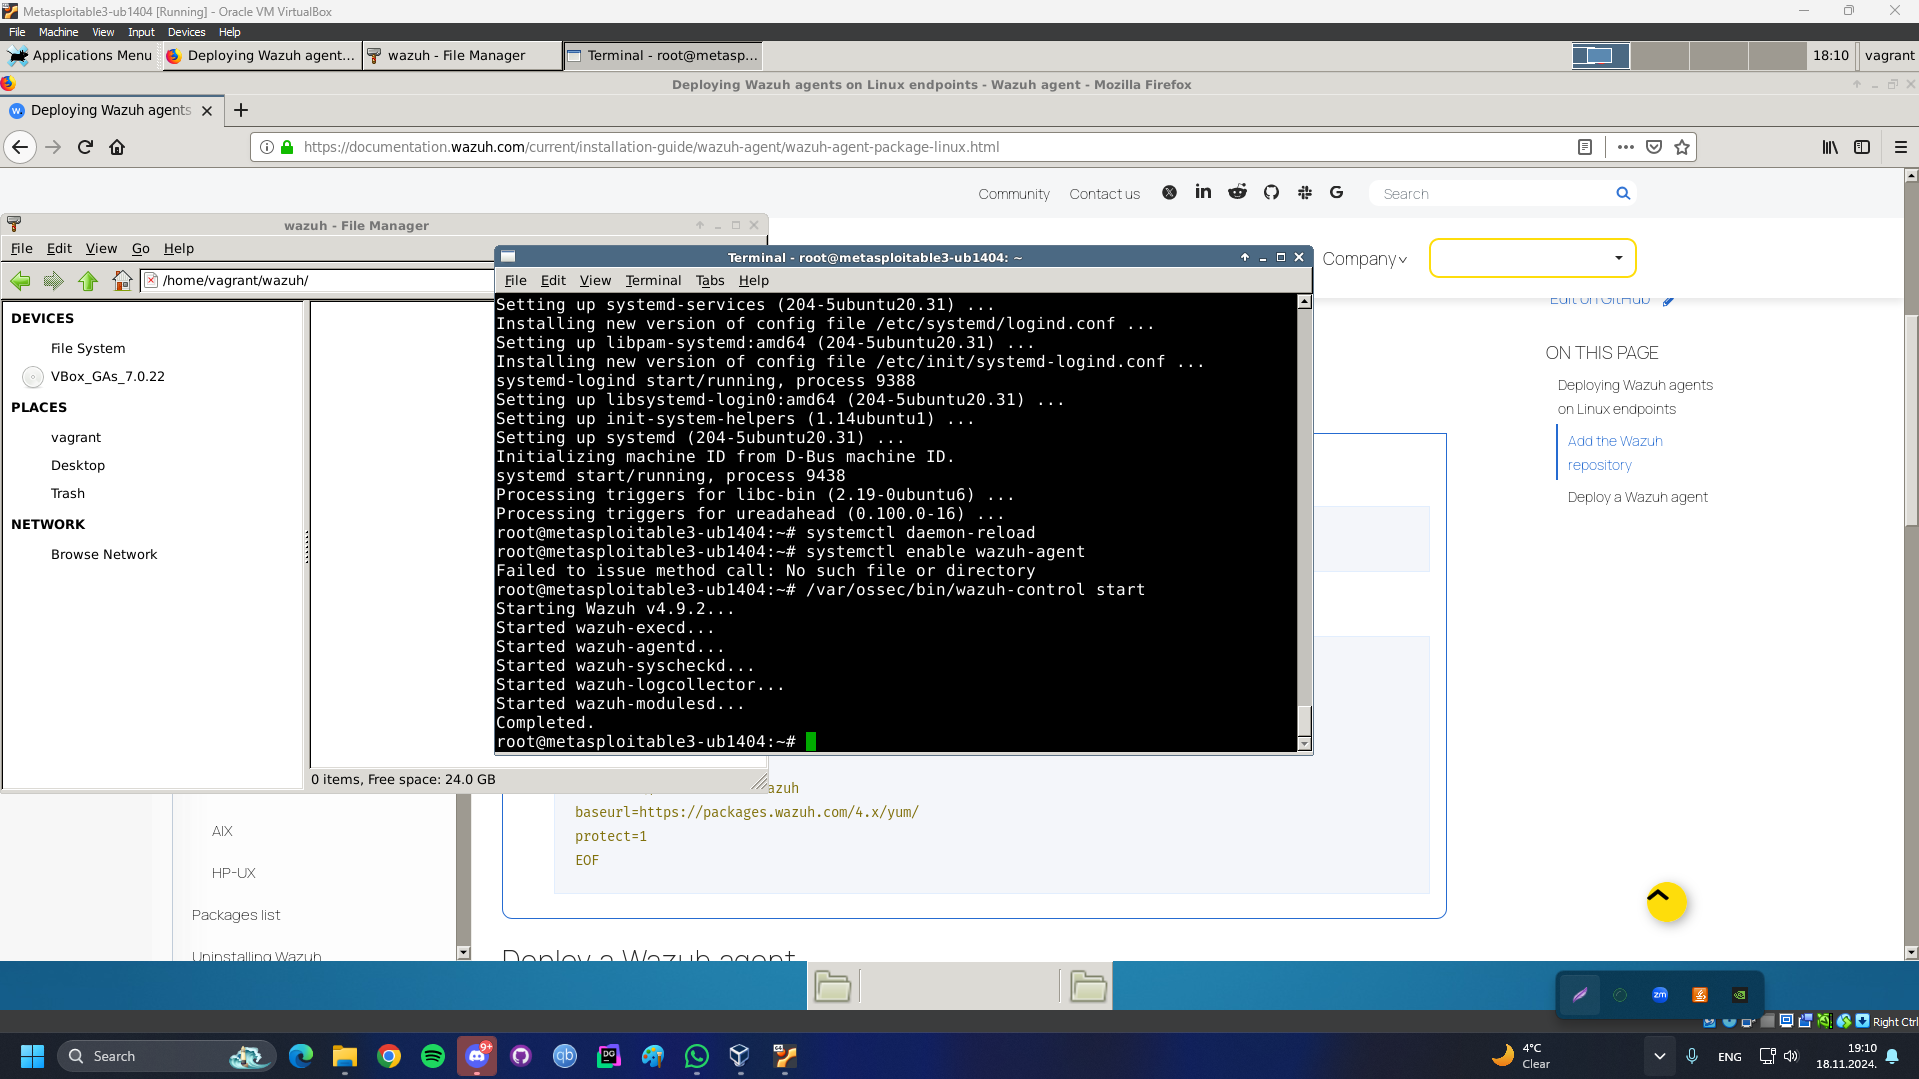 Metasploitable3-ub1404 [Running] - Oracle VM VirtualBox
File Machine View Input Devices Help
Applications Menu
Deploying Wazuh agent...
wazuh - File Manager
Terminal - root@metasp...
18:10
vagrant
Deploying Wazuh agents on Linux endpoints - Wazuh agent - Mozilla Firefox
Deploying Wazuh agents
https://documentation.wazuh.com/current/installation-guide/wazuh-agent/wazuh-agent-package-linux.html
Community
Contact us
Search
Company
Edit on GitHub
ON THIS PAGE
Deploying Wazuh agents
on Linux endpoints
Add the Wazuh
repository
Deploy a Wazuh agent
wazuh - File Manager
File Edit View Go Help
/home/vagrant/wazuh/
DEVICES
File System
VBox_GAs_7.0.22
PLACES
vagrant
Desktop
Trash
NETWORK
Browse Network
0 items, Free space: 24.0 GB
Terminal - root@metasploitable3-ub1404: ~
File Edit View Terminal Tabs Help
Setting up systemd-services (204-5ubuntu20.31) ...
Installing new version of config file /etc/systemd/logind.conf ...
Setting up libpam-systemd:amd64 (204-5ubuntu20.31) ...
Installing new version of config file /etc/init/systemd-logind.conf ...
systemd-logind start/running, process 9388
Setting up libsystemd-login0:amd64 (204-5ubuntu20.31) ...
Setting up init-system-helpers (1.14ubuntu1) ...
Setting up systemd (204-5ubuntu20.31) ...
Initializing machine ID from D-Bus machine ID.
systemd start/running, process 9438
Processing triggers for libc-bin (2.19-0ubuntu6) ...
Processing triggers for ureadahead (0.100.0-16) ...
root@metasploitable3-ub1404:~# systemctl daemon-reload
root@metasploitable3-ub1404:~# systemctl enable wazuh-agent
Failed to issue method call: No such file or directory
root@metasploitable3-ub1404:~# /var/ossec/bin/wazuh-control start
Starting Wazuh v4.9.2...
Started wazuh-execd...
Started wazuh-agentd...
Started wazuh-syscheckd...
Started wazuh-logcollector...
Started wazuh-modulesd...
Completed.
root@metasploitable3-ub1404:~#
azuh
baseurl=https://packages.wazuh.com/4.x/yum/
protect=1
EOF
AIX
HP-UX
Packages list
Uninstalling Wazuh
Deploy a Wazuh agent
zm
Right Ctrl
Search
9+
qb
DG
4°C
Clear
ENG
19:10
18.11.2024.